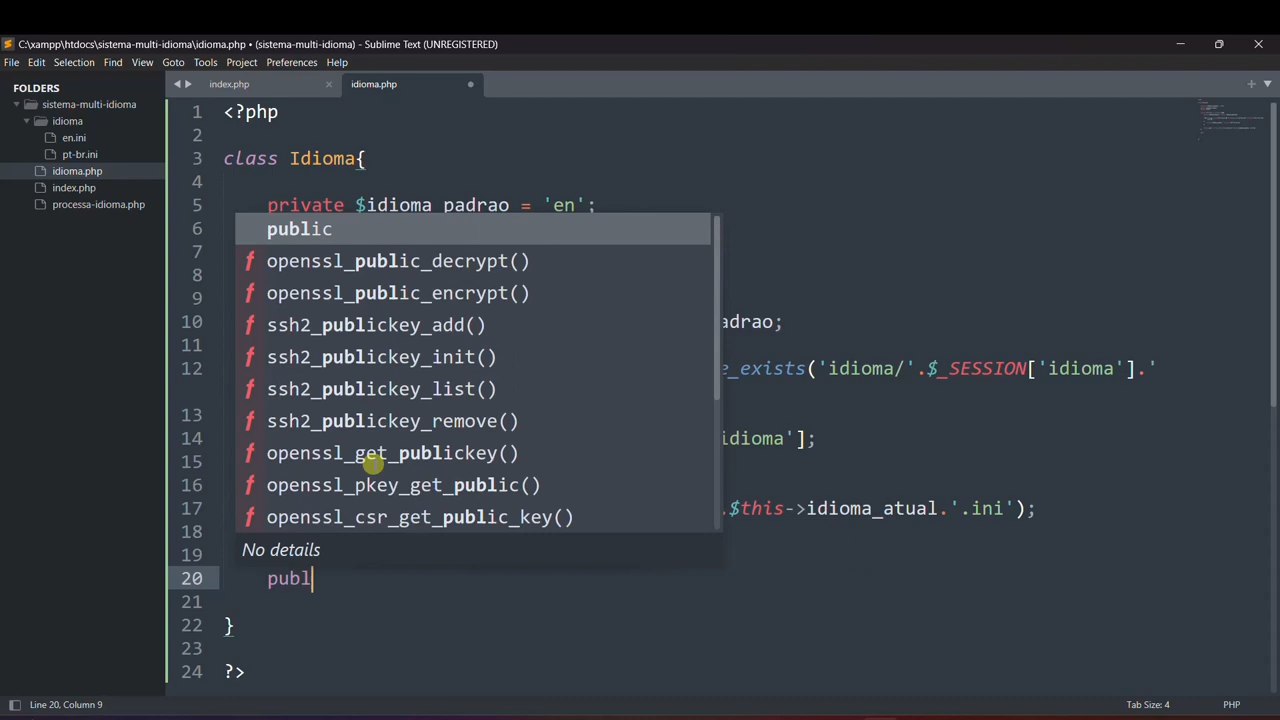 C:\xampp\htdocs\sistema-multi-idioma\idioma.php • (sistema-multi-idioma) - Sublime Text (UNREGISTERED)
File Edit Selection Find View Goto Tools Project Preferences Help
FOLDERS
sistema-multi-idioma
idioma
en.ini
pt-br.ini
idioma.php
index.php
processa-idioma.php
index.php × idioma.php
1 <?php
2
3 class Idioma{
4
5 private $idioma_padrao = 'en';
6 public
7 openssl_public_decrypt()
8 openssl_public_encrypt()
9 ssh2_publickey_add()
10 adrao;
11 ssh2_publickey_init()
12 e_exists('idioma/'.$_SESSION['idioma'].'
ssh2_publickey_list()
13 ssh2_publickey_remove()
14 idioma'];
15 openssl_get_publickey()
16 openssl_pkey_get_public()
17 .$this->idioma_atual.'.ini');
18 openssl_csr_get_public_key()
19 No details
20 publ
21
22 }
23
24 ?>
Line 20, Column 9
Tab Size: 4
PHP